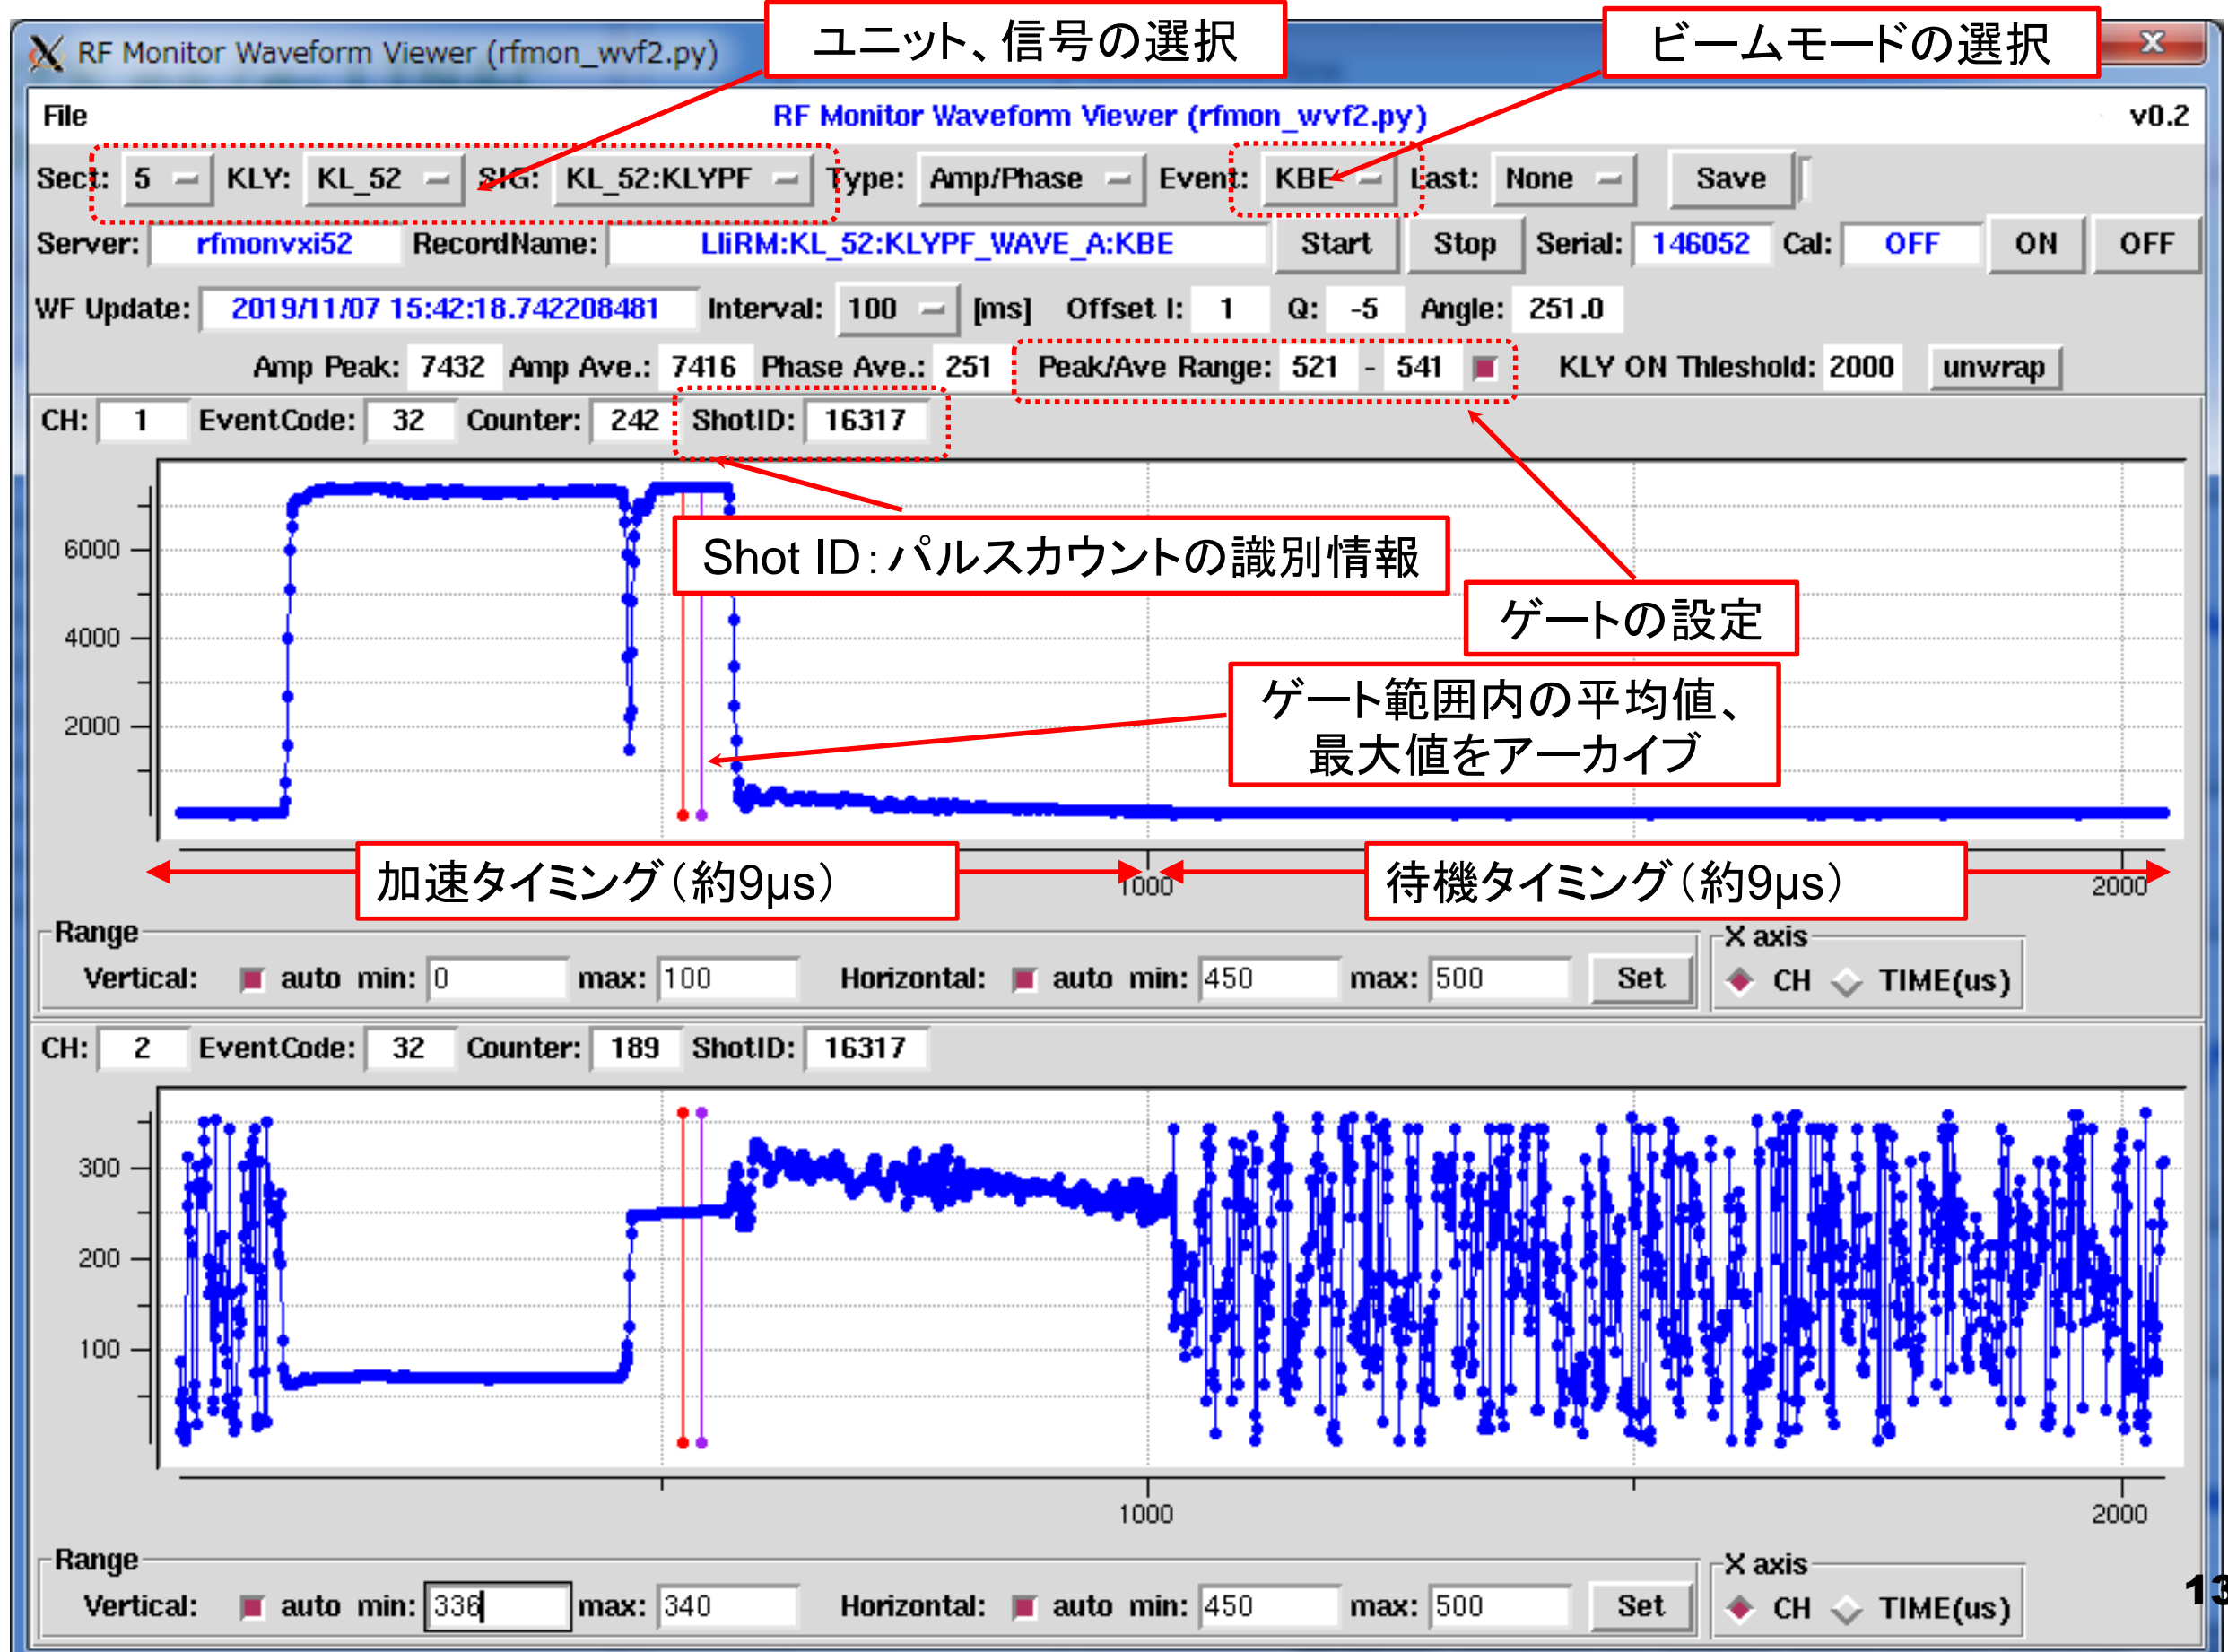 ユニット、信号の選択
ビームモードの選択
RF Monitor Waveform Viewer (rfmon_wvf2.py)
File RF Monitor Waveform Viewer (rfmon_wvf2.py) v0.2
Sect: 5 KLY: KL_52 SIG: KL_52:KLYPF Type: Amp/Phase Event: KBE Last: None Save
Server: rfmonvxi52 RecordName: LIiRM:KL_52:KLYPF_WAVE_A:KBE Start Stop Serial: 146052 Cal: OFF ON OFF
WF Update: 2019/11/07 15:42:18.742208481 Interval: 100 [ms] Offset I: 1 Q: -5 Angle: 251.0
Amp Peak: 7432 Amp Ave.: 7416 Phase Ave.: 251 Peak/Ave Range: 521 - 541 KLY ON Thleshold: 2000 unwrap
CH: 1 EventCode: 32 Counter: 242 ShotID: 16317
6000
4000
2000
Shot ID:パルスカウントの識別情報
ゲートの設定
ゲート範囲内の平均値、
最大値をアーカイブ
加速タイミング(約9μs)
待機タイミング(約9μs)
1000 2000
Range X axis
Vertical: auto min: 0 max: 100 Horizontal: auto min: 450 max: 500 Set CH TIME(us)
CH: 2 EventCode: 32 Counter: 189 ShotID: 16317
300
200
100
1000 2000
Range X axis
Vertical: auto min: 336 max: 340 Horizontal: auto min: 450 max: 500 Set CH TIME(us)
13